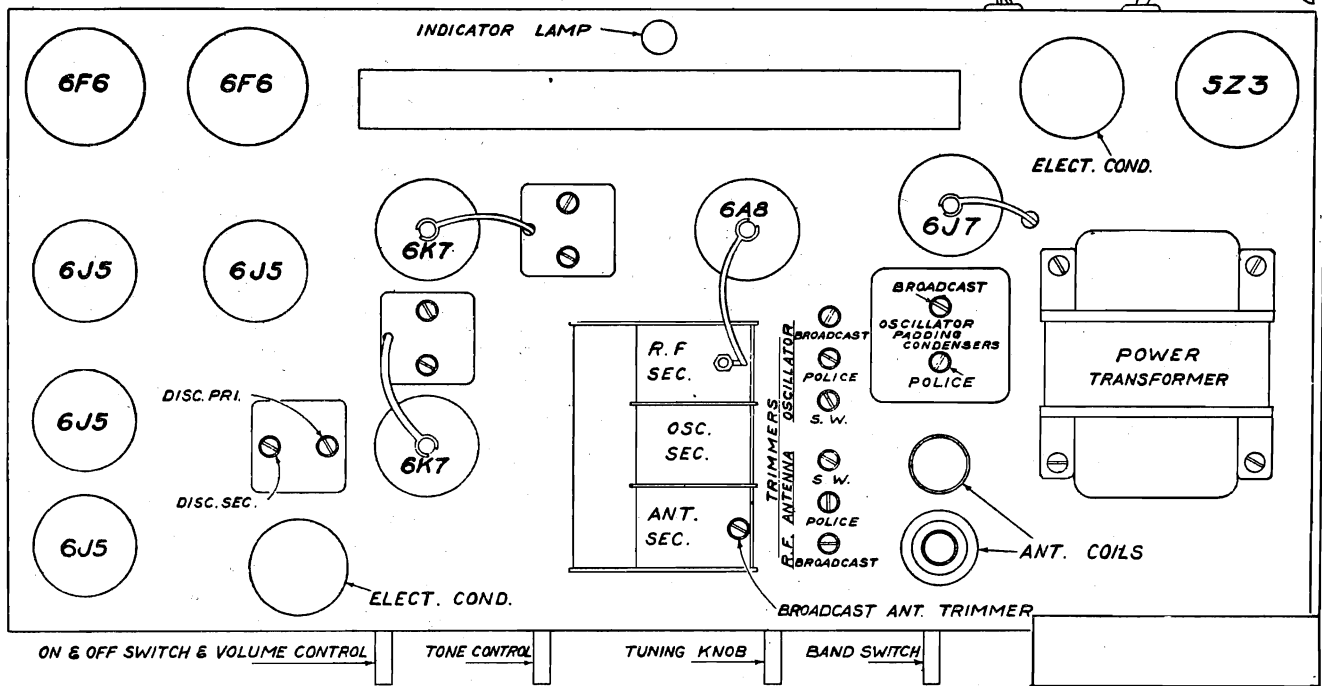 INDICATOR LAMP
6F6
6F6
5Z3
ELECT. COND.
6K7
6A8
6J7
6J5
6J5
BROADCAST
OSCILLATOR
PADDING
CONDENSERS
POLICE
POWER
TRANSFORMER
R.F
SEC.
OSC.
SEC.
ANT.
SEC.
TRIMMERS
OSCILLATOR
BROADCAST
POLICE
S.W.
R.F. ANTENNA
S W.
POLICE
BROADCAST
DISC. PRI.
DISC. SEC.
6J5
6K7
6J5
ELECT. COND.
ANT. COILS
BROADCAST ANT. TRIMMER
ON & OFF SWITCH & VOLUME CONTROL
TONE CONTROL
TUNING KNOB
BAND SWITCH